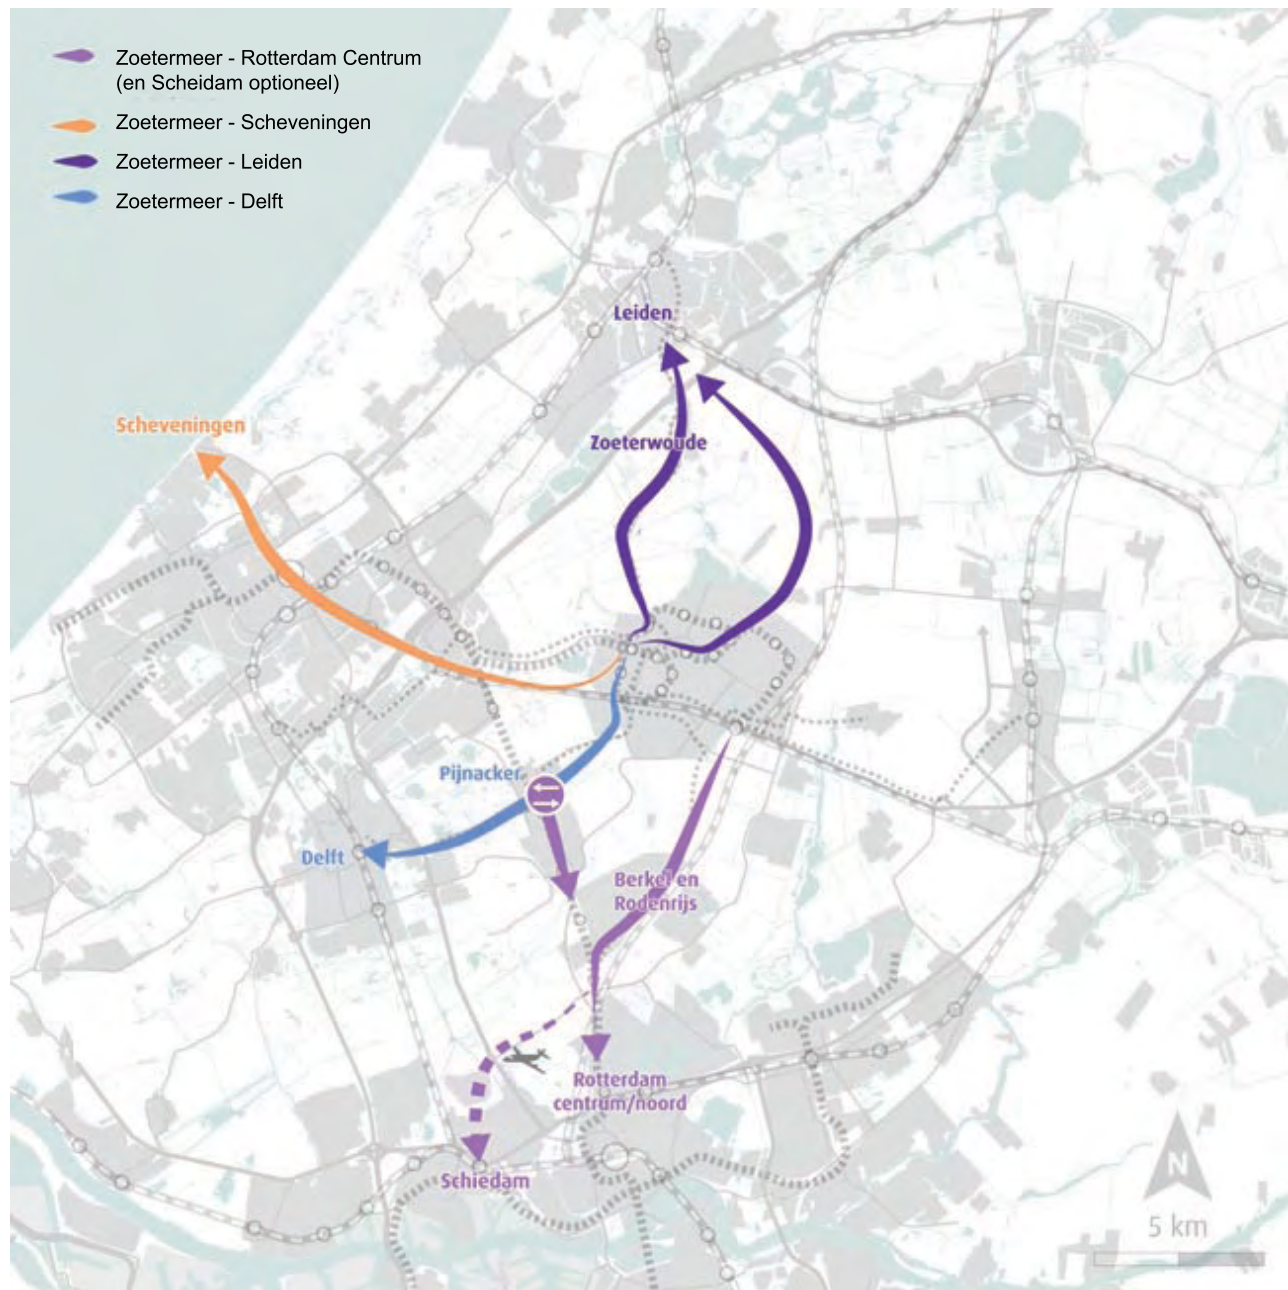 Zoetermeer - Rotterdam Centrum
(en Scheidam optioneel)
Zoetermeer - Scheveningen
Zoetermeer - Leiden
Zoetermeer - Delft
Leiden
Scheveningen
Zoeterwoude
Pijnacker
Delft
Berkel en
Rodenrijs
Rotterdam
centrum/noord
Schiedam
N
5 km